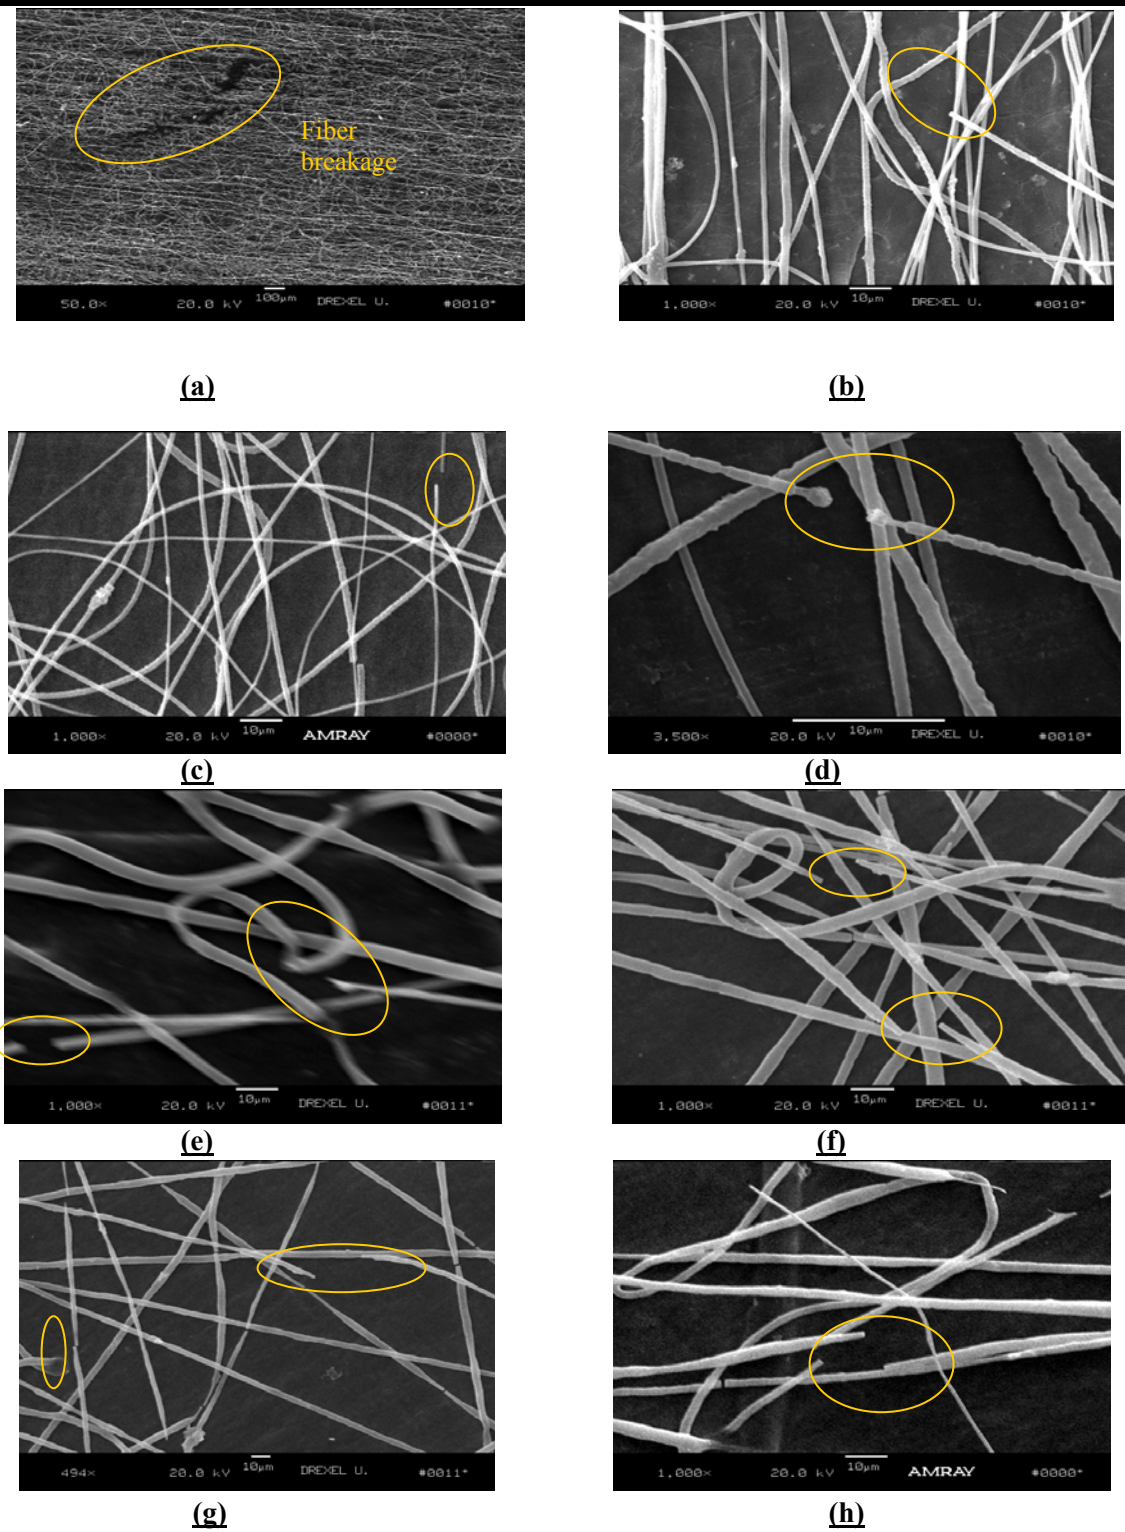 Fiber
breakage
50.0× 20.0 kV 100µm DREXEL U. #0010*
1,000× 20.0 kV 10µm DREXEL U. #0010*
(a)
(b)
1,000× 20.0 kV 10µm AMRAY #0000*
3,500× 20.0 kV 10µm DREXEL U. #0010*
(c)
(d)
1,000× 20.0 kV 10µm DREXEL U. #0011*
1,000× 20.0 kV 10µm DREXEL U. #0011*
(e)
(f)
494× 20.0 kV 10µm DREXEL U. #0011*
1,000× 20.0 kV 10µm AMRAY #0000*
(g)
(h)